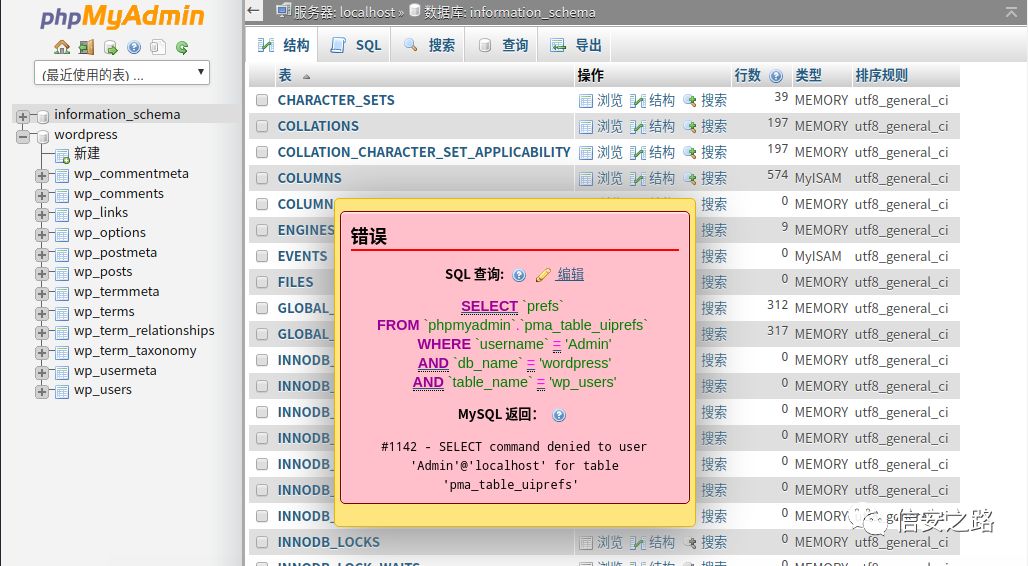 phpMyAdmin
(最近使用的表) ...
information_schema
wordpress
新建
wp_commentmeta
wp_comments
wp_links
wp_options
wp_postmeta
wp_posts
wp_termmeta
wp_terms
wp_term_relationships
wp_term_taxonomy
wp_usermeta
wp_users
服务器: localhost » 数据库: information_schema
结构 SQL 搜索 查询 导出
表 操作 行数 类型 排序规则
CHARACTER_SETS 浏览 结构 搜索 39 MEMORY utf8_general_ci
COLLATIONS 浏览 结构 搜索 197 MEMORY utf8_general_ci
COLLATION_CHARACTER_SET_APPLICABILITY 浏览 结构 搜索 197 MEMORY utf8_general_ci
COLUMNS 浏览 结构 搜索 574 MyISAM utf8_general_ci
COLUMN 搜索 0 MEMORY utf8_general_ci
ENGINES 搜索 9 MEMORY utf8_general_ci
EVENTS 搜索 0 MyISAM utf8_general_ci
FILES 搜索 0 MEMORY utf8_general_ci
GLOBAL_ 搜索 312 MEMORY utf8_general_ci
GLOBAL_ 搜索 317 MEMORY utf8_general_ci
INNODB_ 搜索 0 MEMORY utf8_general_ci
INNODB_ 搜索 0 MEMORY utf8_general_ci
INNODB_ 搜索 0 MEMORY utf8_general_ci
INNODB_ 搜索 0 MEMORY utf8_general_ci
INNODB_ 搜索 0 MEMORY utf8_general_ci
INNODB_ 搜索 0 MEMORY utf8_general_ci
INNODB_ 搜索 0 MEMORY utf8_general_ci
INNODB_LOCKS 浏览 结构 搜索 0 MEMORY utf8_general_ci
INNODB_LOCK_WAITS
错误
SQL 查询: 编辑
SELECT `prefs`
FROM `phpmyadmin`.`pma_table_uiprefs`
WHERE `username` = 'Admin'
AND `db_name` = 'wordpress'
AND `table_name` = 'wp_users'
MySQL 返回：
#1142 - SELECT command denied to user
'Admin'@'localhost' for table
'pma_table_uiprefs'
信安之路